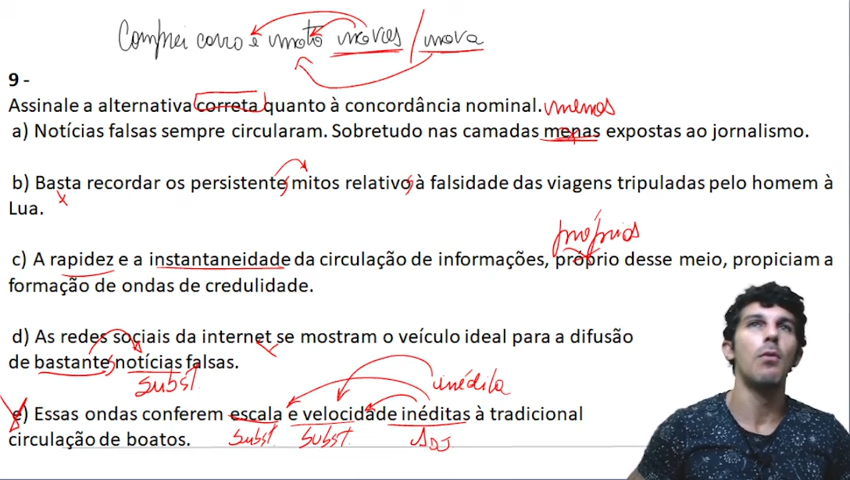 Comprei carro e moto novos / nova
9 -
Assinale a alternativa correta quanto à concordância nominal. menos
a) Notícias falsas sempre circularam. Sobretudo nas camadas menas expostas ao jornalismo.
b) Basta recordar os persistente s mitos relativo s à falsidade das viagens tripuladas pelo homem à
Lua.
próprios
c) A rapidez e a instantaneidade da circulação de informações, próprio desse meio, propiciam a
formação de ondas de credulidade.
d) As redes sociais da internet se mostram o veículo ideal para a difusão
de bastante s notícias falsas.
subst
inédita
e) Essas ondas conferem escala e velocidade inéditas à tradicional
circulação de boatos.
subst subst ADJ